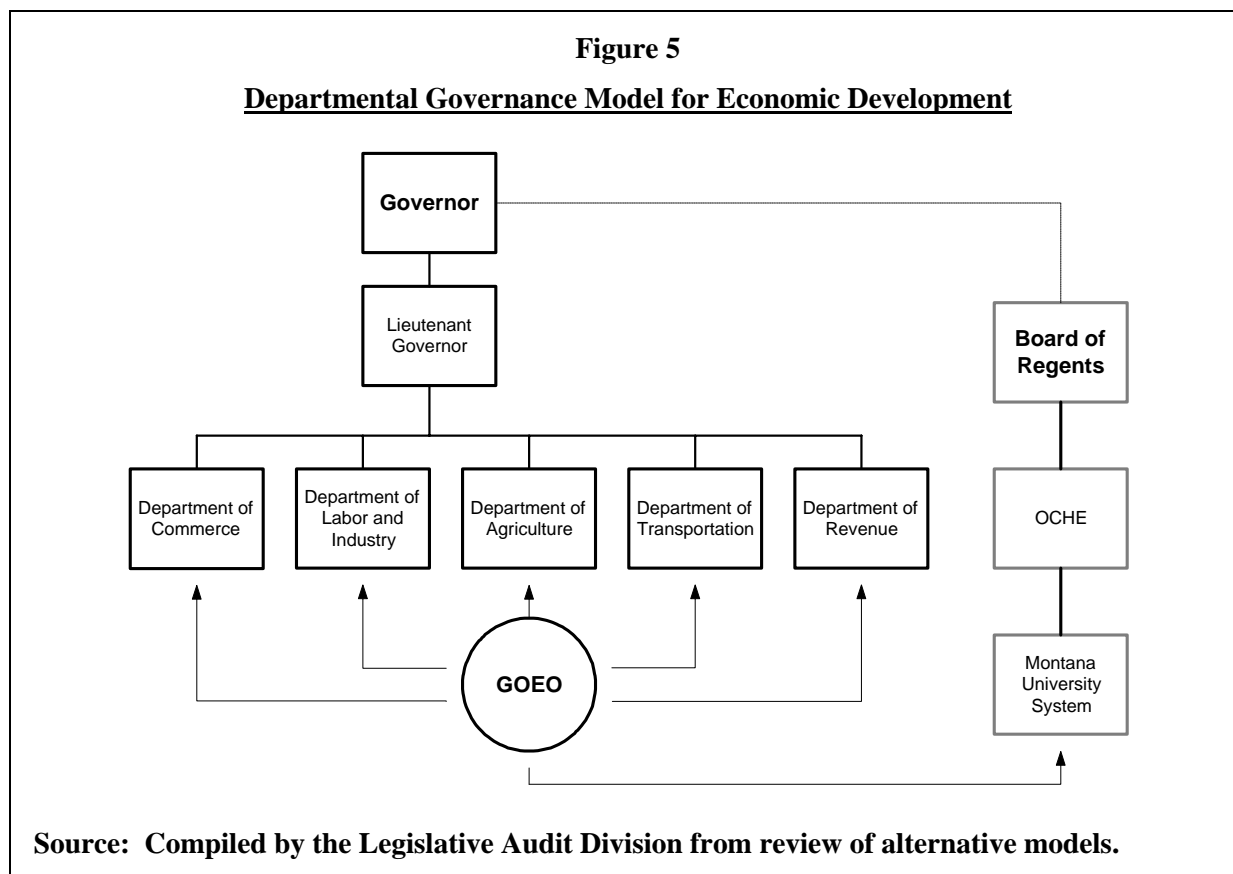 Figure 5
Departmental Governance Model for Economic Development
Governor
Lieutenant
Governor
Board of
Regents
Department of
Commerce
Department of
Labor and
Industry
Department of
Agriculture
Department of
Transportation
Department of
Revenue
OCHE
GOEO
Montana
University
System
Source: Compiled by the Legislative Audit Division from review of alternative models.